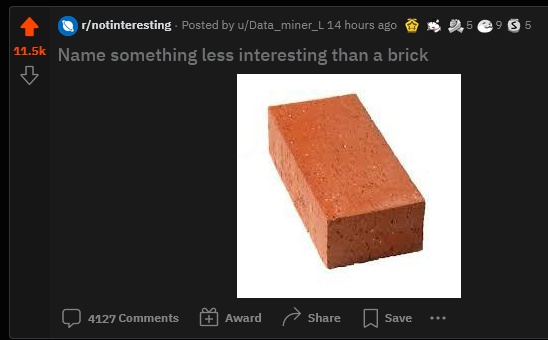 r/notinteresting · Posted by u/Data_miner_L 14 hours ago 5 9 S 5
11.5k
Name something less interesting than a brick
4127 Comments Award Share Save ...